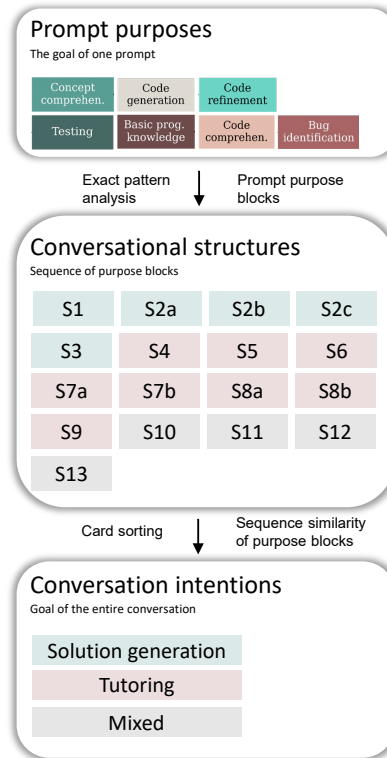 Prompt purposes
The goal of one prompt
Concept
comprehen.
Code
generation
Code
refinement
Testing
Basic prog.
knowledge
Code
comprehen.
Bug
identification
Exact pattern
analysis
Prompt purpose
blocks
Conversational structures
Sequence of purpose blocks
S1 S2a S2b S2c
S3 S4 S5 S6
S7a S7b S8a S8b
S9 S10 S11 S12
S13
Card sorting
Sequence similarity
of purpose blocks
Conversation intentions
Goal of the entire conversation
Solution generation
Tutoring
Mixed